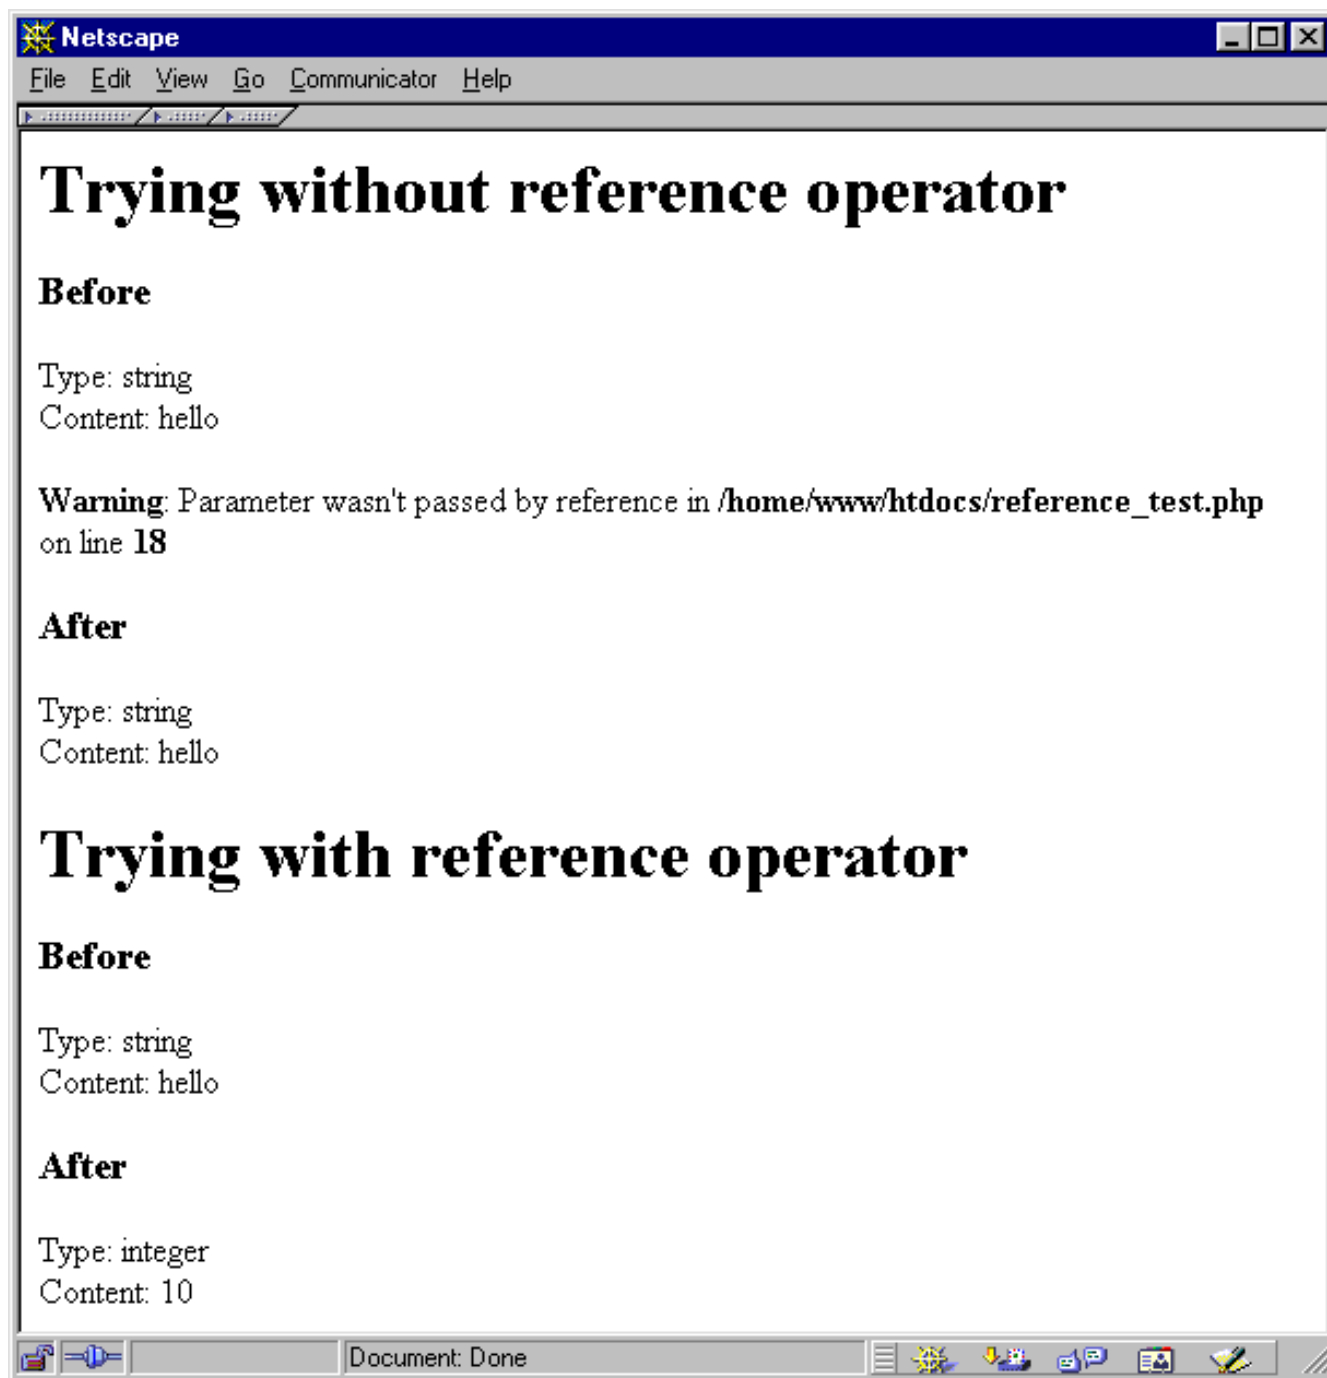 Netscape
File Edit View Go Communicator Help
Trying without reference operator
Before
Type: string
Content: hello
Warning: Parameter wasn't passed by reference in /home/www/htdocs/reference_test.php
on line 18
After
Type: string
Content: hello
Trying with reference operator
Before
Type: string
Content: hello
After
Type: integer
Content: 10
Document: Done